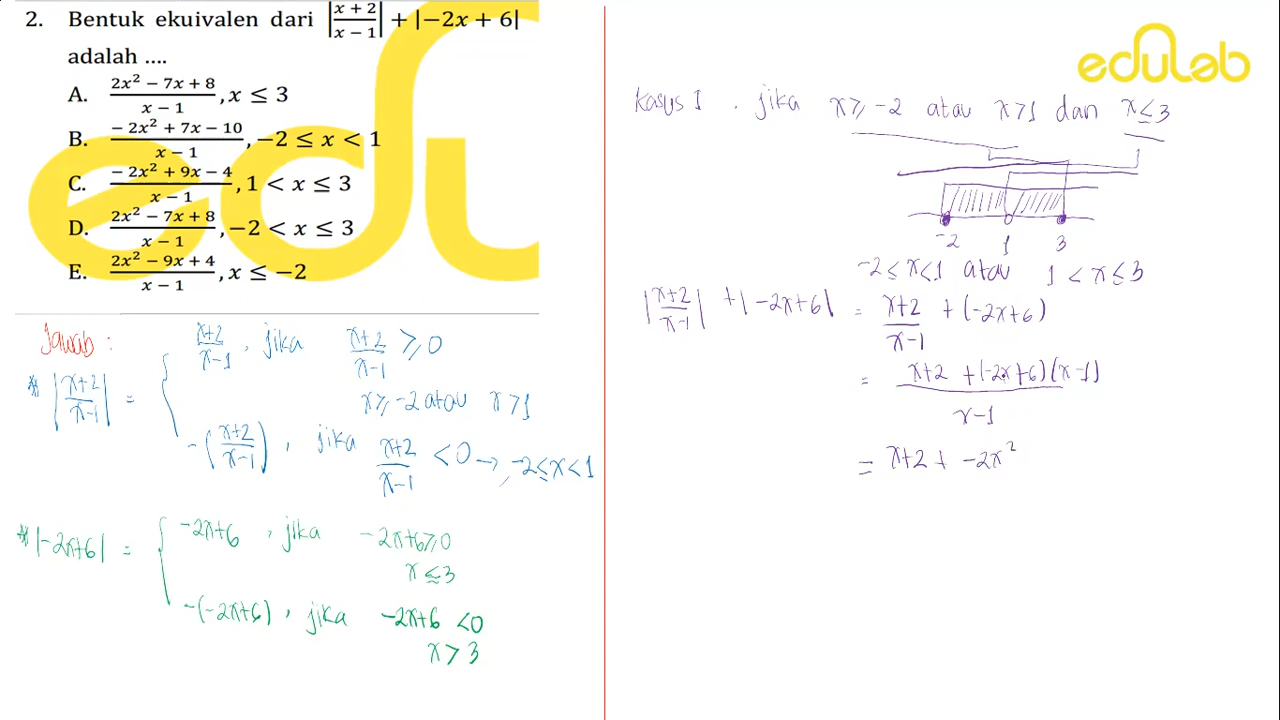 2. Bentuk ekuivalen dari |(x + 2)/(x − 1)| + |−2x + 6|
adalah ....
A. (2x² − 7x + 8)/(x − 1), x ≤ 3
B. (− 2x² + 7x − 10)/(x − 1), −2 ≤ x < 1
C. (− 2x² + 9x − 4)/(x − 1), 1 < x ≤ 3
D. (2x² − 7x + 8)/(x − 1), −2 < x ≤ 3
E. (2x² − 9x + 4)/(x − 1), x ≤ −2
Jawab :
* |(x+2)/(x-1)| = { (x+2)/(x-1), jika (x+2)/(x-1) ≥ 0
x ≥ -2 atau x > 1
-((x+2)/(x-1)), jika (x+2)/(x-1) < 0 → -2 ≤ x < 1
* |-2x+6| = { -2x+6, jika -2x+6 ≥ 0
x ≤ 3
-(-2x+6), jika -2x+6 < 0
x > 3
edulab
Kasus 1. jika x ≥ -2 atau x > 1 dan x ≤ 3
-2 1 3
-2 ≤ x < 1 atau 1 < x ≤ 3
|(x+2)/(x-1)| + |-2x+6| = (x+2)/(x-1) + (-2x+6)
= (x+2 + (-2x+6)(x-1))/(x-1)
= x+2 + -2x²